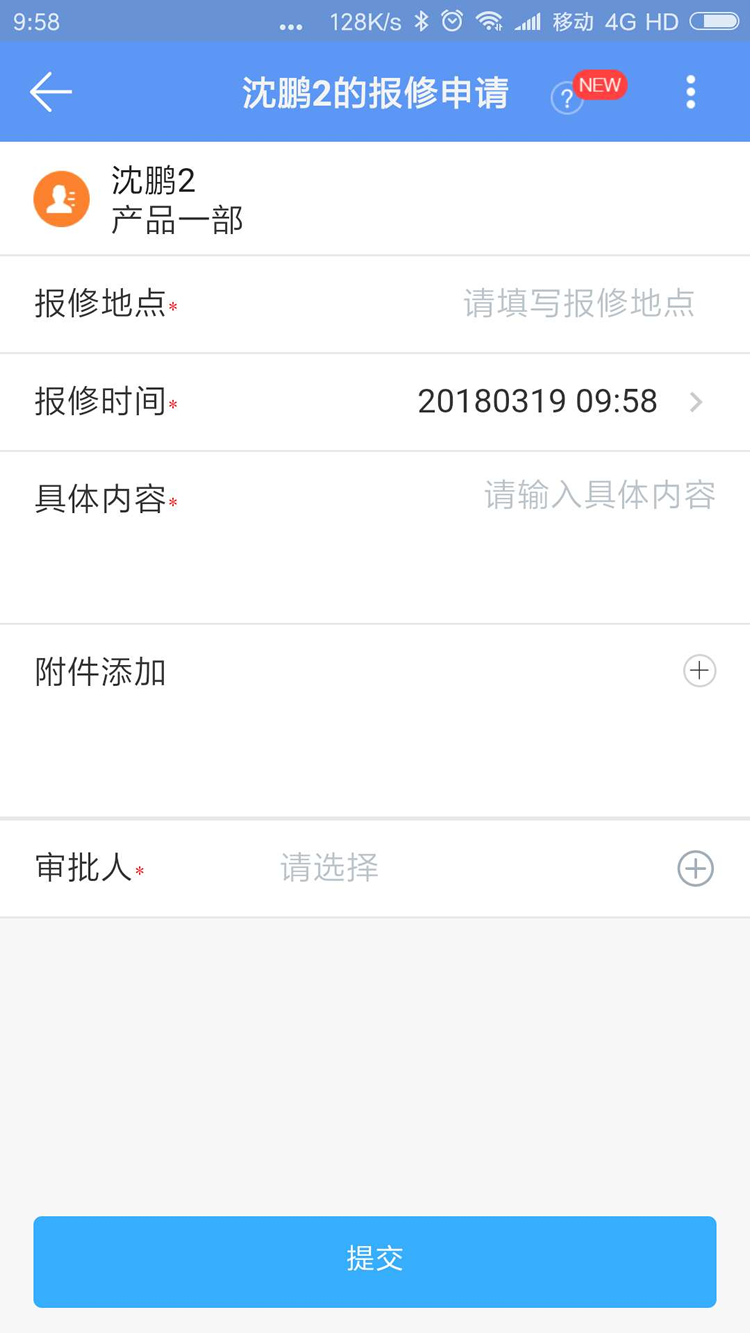 9:58 ... 128K/s 移动 4G HD
沈鹏2的报修申请 ? NEW
沈鹏2
产品一部
报修地点* 请填写报修地点
报修时间* 20180319 09:58
具体内容* 请输入具体内容
附件添加
审批人* 请选择
提交